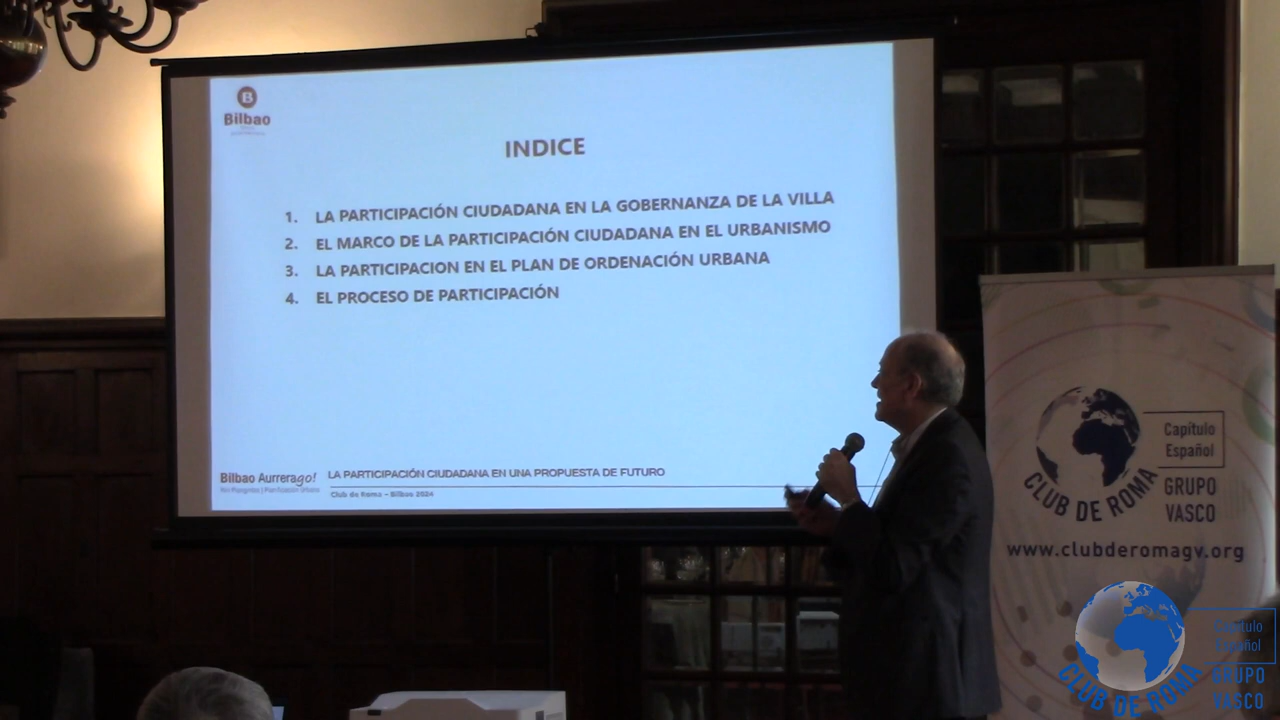 B
Bilbao
INDICE
1. LA PARTICIPACIÓN CIUDADANA EN LA GOBERNANZA DE LA VILLA
2. EL MARCO DE LA PARTICIPACIÓN CIUDADANA EN EL URBANISMO
3. LA PARTICIPACION EN EL PLAN DE ORDENACIÓN URBANA
4. EL PROCESO DE PARTICIPACIÓN
Bilbao Aurrerago!
LA PARTICIPACIÓN CIUDADANA EN UNA PROPUESTA DE FUTURO
Club de Roma – Bilbao 2024
Capítulo
Español
CLUB DE ROMA
GRUPO
VASCO
www.clubderomagv.org
Capítulo
Español
CLUB DE ROMA
GRUPO
VASCO